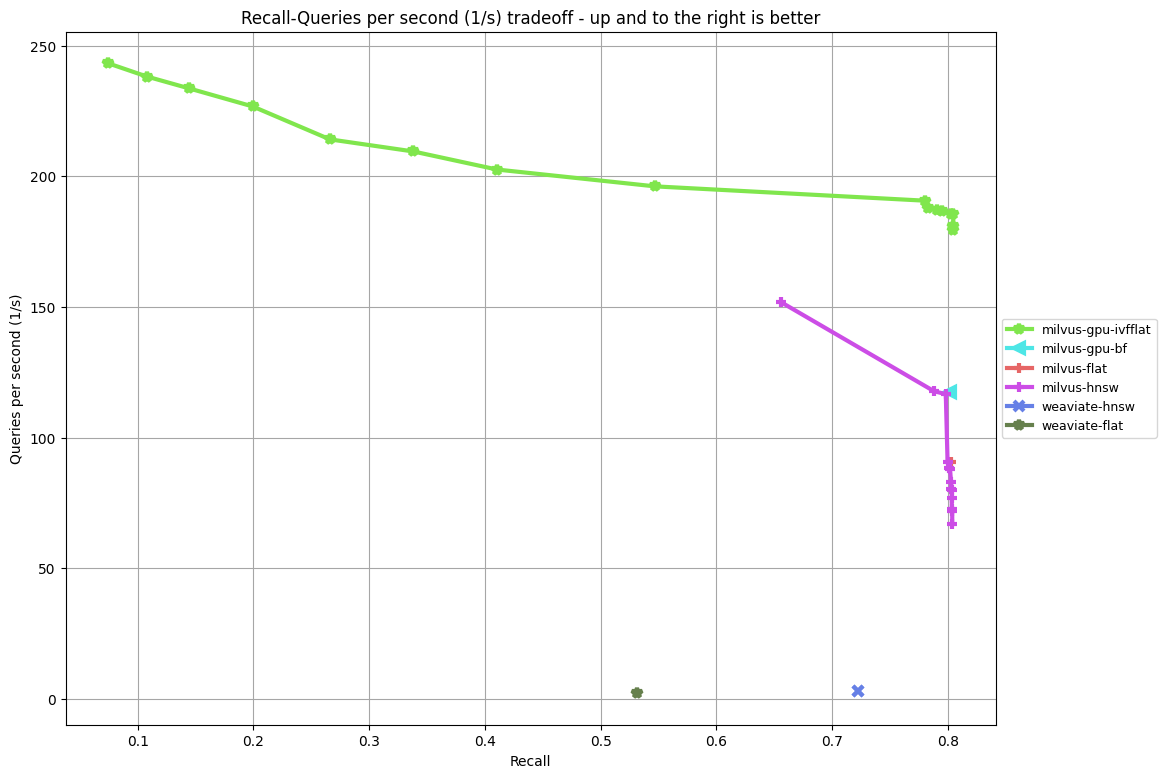 Recall-Queries per second (1/s) tradeoff - up and to the right is better
250
200
150
100
50
0
Queries per second (1/s)
0.1 0.2 0.3 0.4 0.5 0.6 0.7 0.8
Recall
milvus-gpu-ivfflat
milvus-gpu-bf
milvus-flat
milvus-hnsw
weaviate-hnsw
weaviate-flat